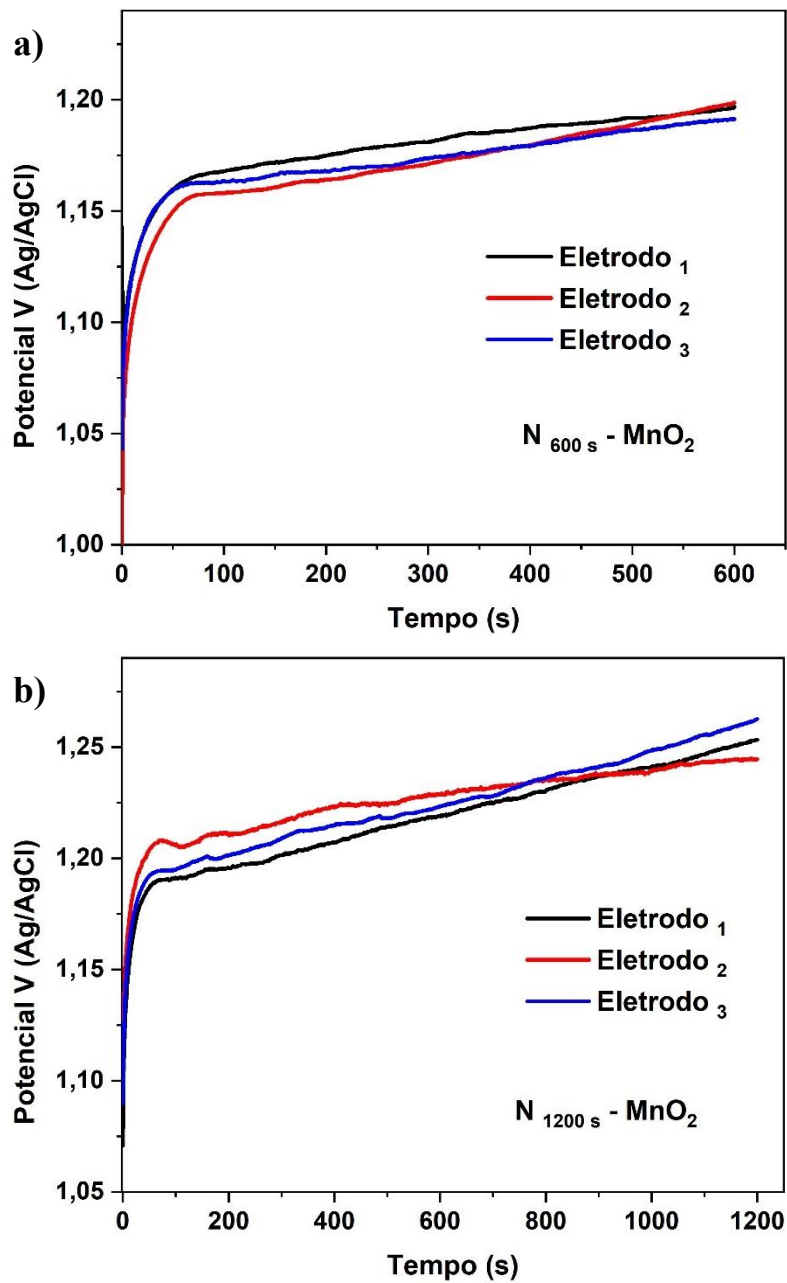 a)
Potencial V (Ag/AgCl)
1,20
1,15
1,10
1,05
1,00
Eletrodo 1
Eletrodo 2
Eletrodo 3
N 600 s - MnO2
0 100 200 300 400 500 600
Tempo (s)
b)
Potencial V (Ag/AgCl)
1,25
1,20
1,15
1,10
1,05
Eletrodo 1
Eletrodo 2
Eletrodo 3
N 1200 s - MnO2
0 200 400 600 800 1000 1200
Tempo (s)